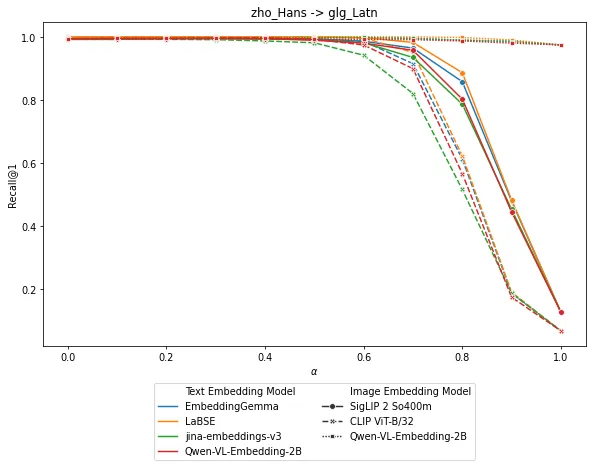 zho_Hans -> glg_Latn
Recall@1
1.0
0.8
0.6
0.4
0.2
0.0 0.2 0.4 0.6 0.8 1.0
α
Text Embedding Model Image Embedding Model
EmbeddingGemma SigLIP 2 So400m
LaBSE CLIP ViT-B/32
jina-embeddings-v3 Qwen-VL-Embedding-2B
Qwen-VL-Embedding-2B